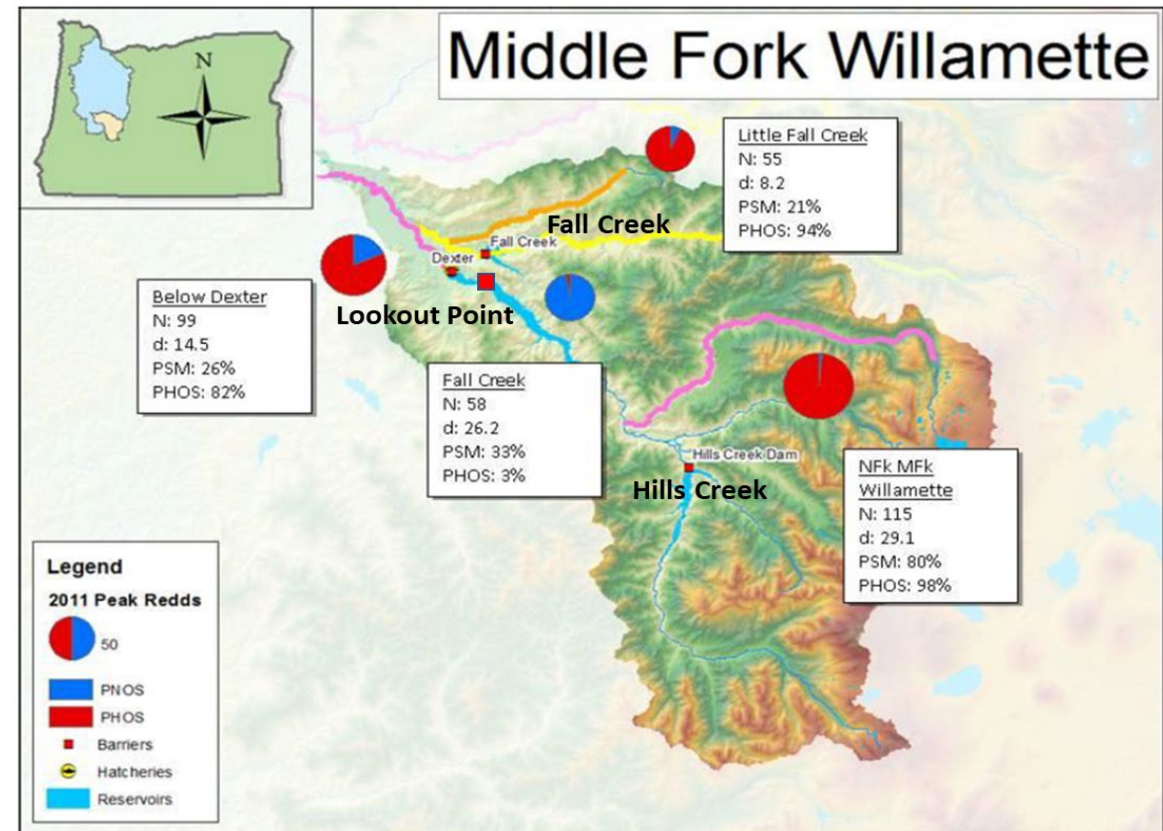 Middle Fork Willamette
N
Little Fall Creek
N: 55
d: 8.2
PSM: 21%
PHOS: 94%
Fall Creek
Fall Creek
Dexter
Lookout Point
Below Dexter
N: 99
d: 14.5
PSM: 26%
PHOS: 82%
Fall Creek
N: 58
d: 26.2
PSM: 33%
PHOS: 3%
Hills Creek Dam
Hills Creek
NFk MFk
Willamette
N: 115
d: 29.1
PSM: 80%
PHOS: 98%
Legend
2011 Peak Redds
50
PNOS
PHOS
Barriers
Hatcheries
Reservoirs